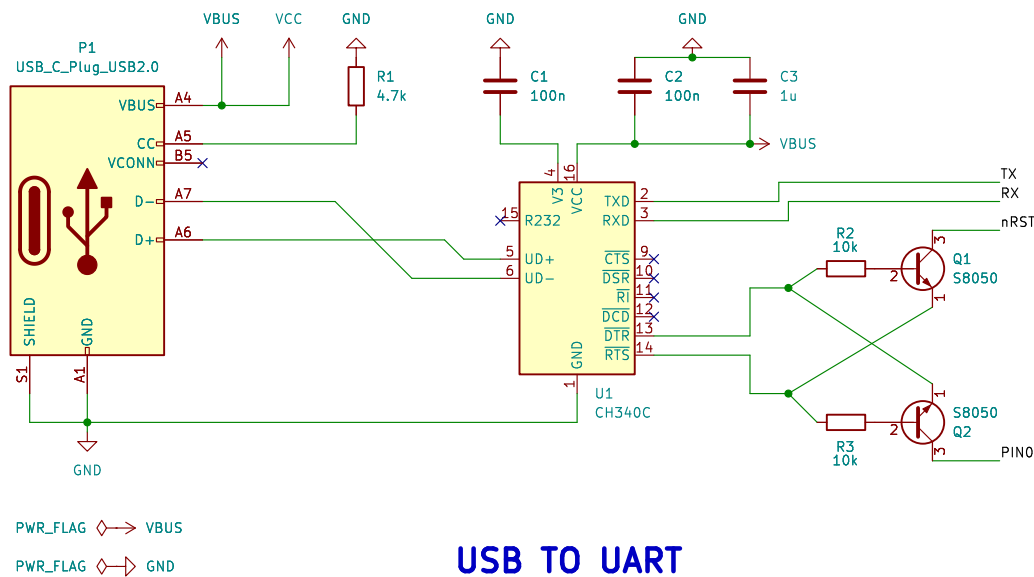 VBUS VCC GND GND GND
P1
USB_C_Plug_USB2.0
R1
4.7k
C1
100n
C2
100n
C3
1u
VBUS A4
CC A5
VCONN B5
D- A7
D+ A6
SHIELD
GND
S1
A1
GND
VBUS
4
16
V3
VCC
15 R232
5 UD+
6 UD-
TXD 2
RXD 3
CTS 9
DSR 10
RI 11
DCD 12
DTR 13
RTS 14
GND
1
U1
CH340C
TX
RX
nRST
R2
10k
2
3
1
Q1
S8050
R3
10k
2
1
3
S8050
Q2
PIN0
PWR_FLAG VBUS
PWR_FLAG GND
USB TO UART